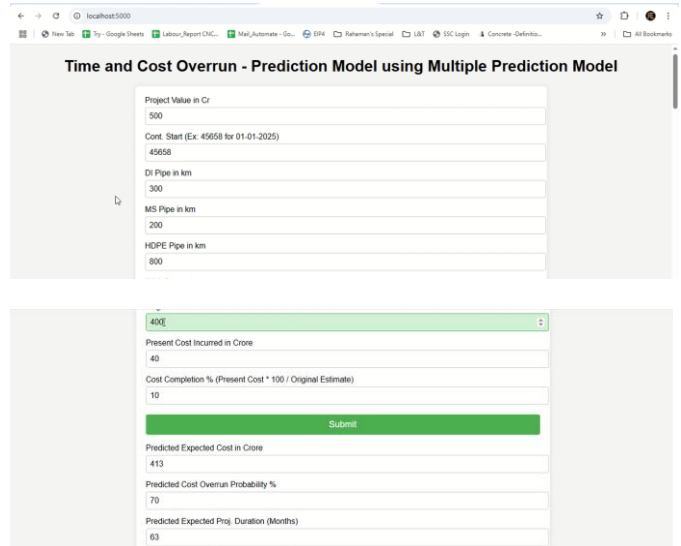 localhost:5000
New Tab Try - Google Sheets Labour_Report CNC... Mail_Automate - Go... EIP4 Rahaman's Special L&T SSC Login Concrete -Definitio... » All Bookmarks
Time and Cost Overrun - Prediction Model using Multiple Prediction Model
Project Value in Cr
500
Cont. Start (Ex: 45658 for 01-01-2025)
45658
DI Pipe in km
300
MS Pipe in km
200
HDPE Pipe in km
800
400
Present Cost Incurred in Crore
40
Cost Completion % (Present Cost * 100 / Original Estimate)
10
Submit
Predicted Expected Cost in Crore
413
Predicted Cost Overrun Probability %
70
Predicted Expected Proj. Duration (Months)
63